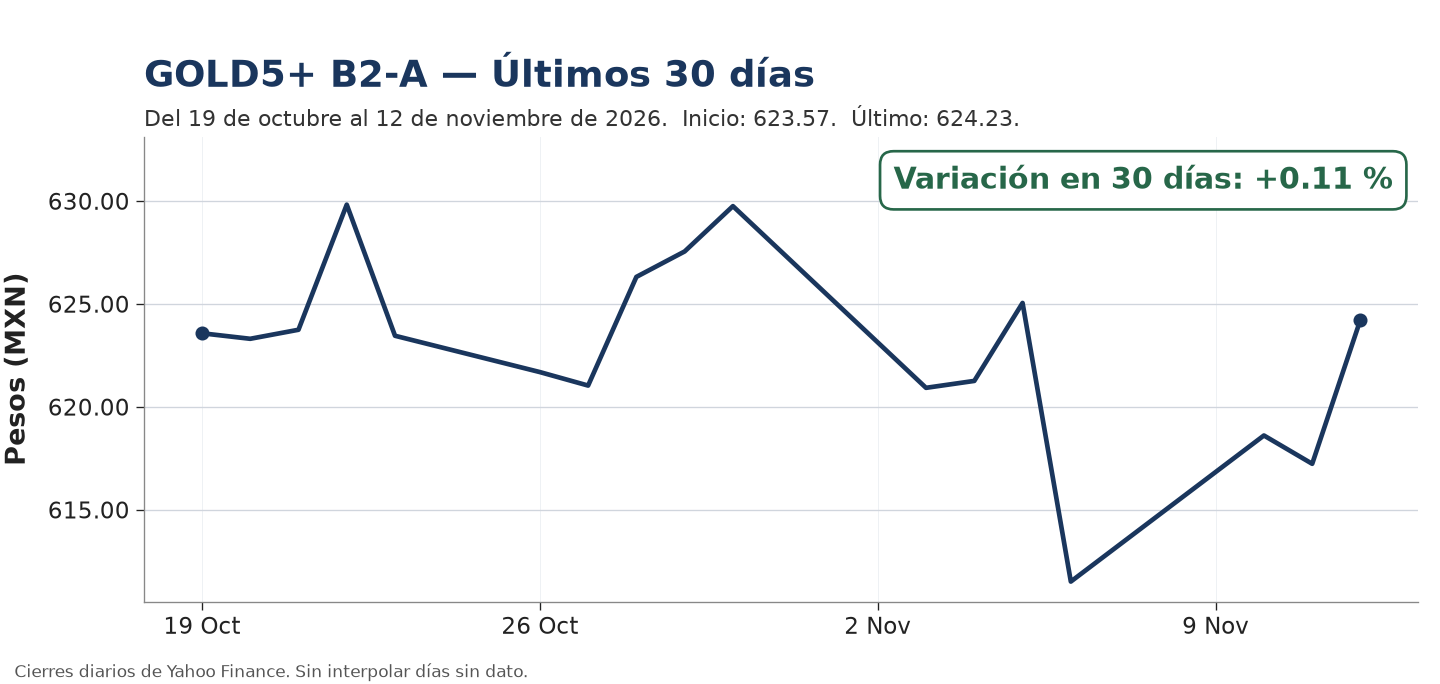 GOLD5+ B2-A — Últimos 30 días
Del 19 de octubre al 12 de noviembre de 2026.  Inicio: 623.57.  Último: 624.23.
Variación en 30 días: +0.11 %
Pesos (MXN)
630.00
625.00
620.00
615.00
19 Oct
26 Oct
2 Nov
9 Nov
Cierres diarios de Yahoo Finance. Sin interpolar días sin dato.